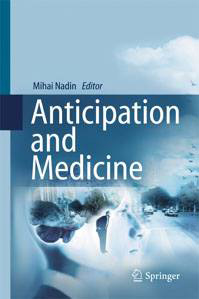 Mihai Nadin Editor
Anticipation
and
Medicine
Springer